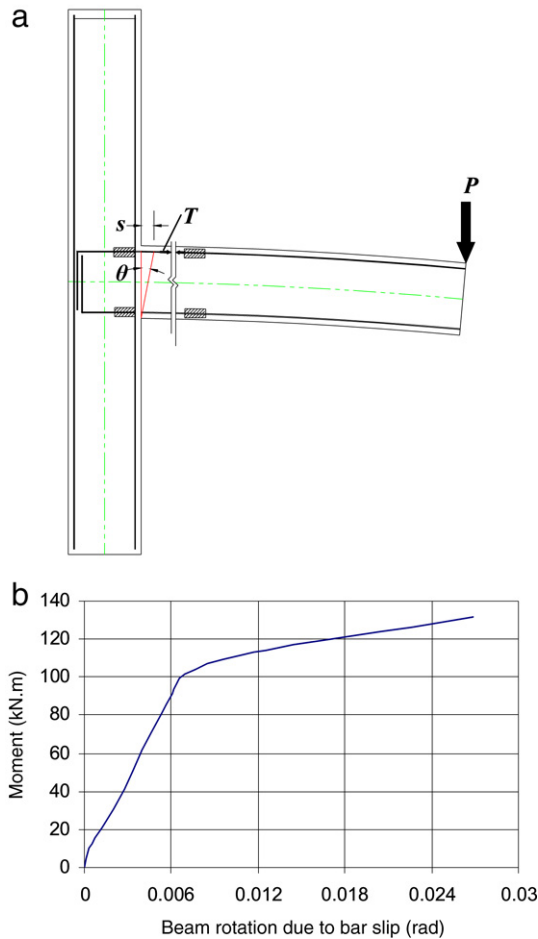 a
P
s
T
θ
b
140
120
100
80
60
40
20
0
Moment (kN.m)
0
0.006
0.012
0.018
0.024
0.03
Beam rotation due to bar slip (rad)